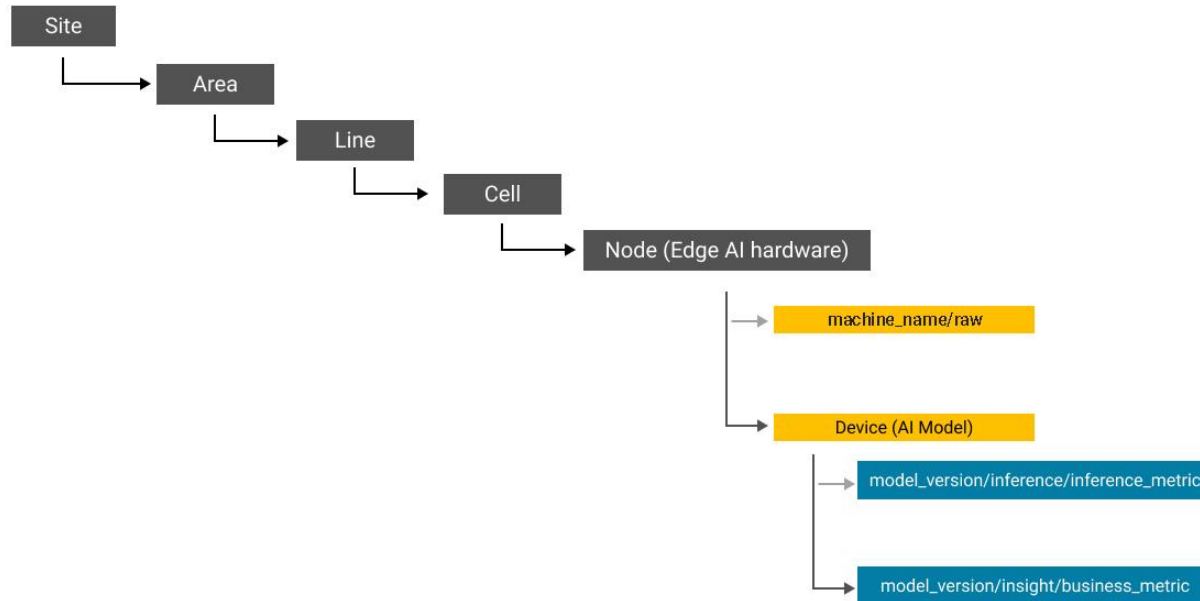 Site
Area
Line
Cell
Node (Edge AI hardware)
machine_name/raw
Device (AI Model)
model_version/inference/inference_metric
model_version/insight/business_metric